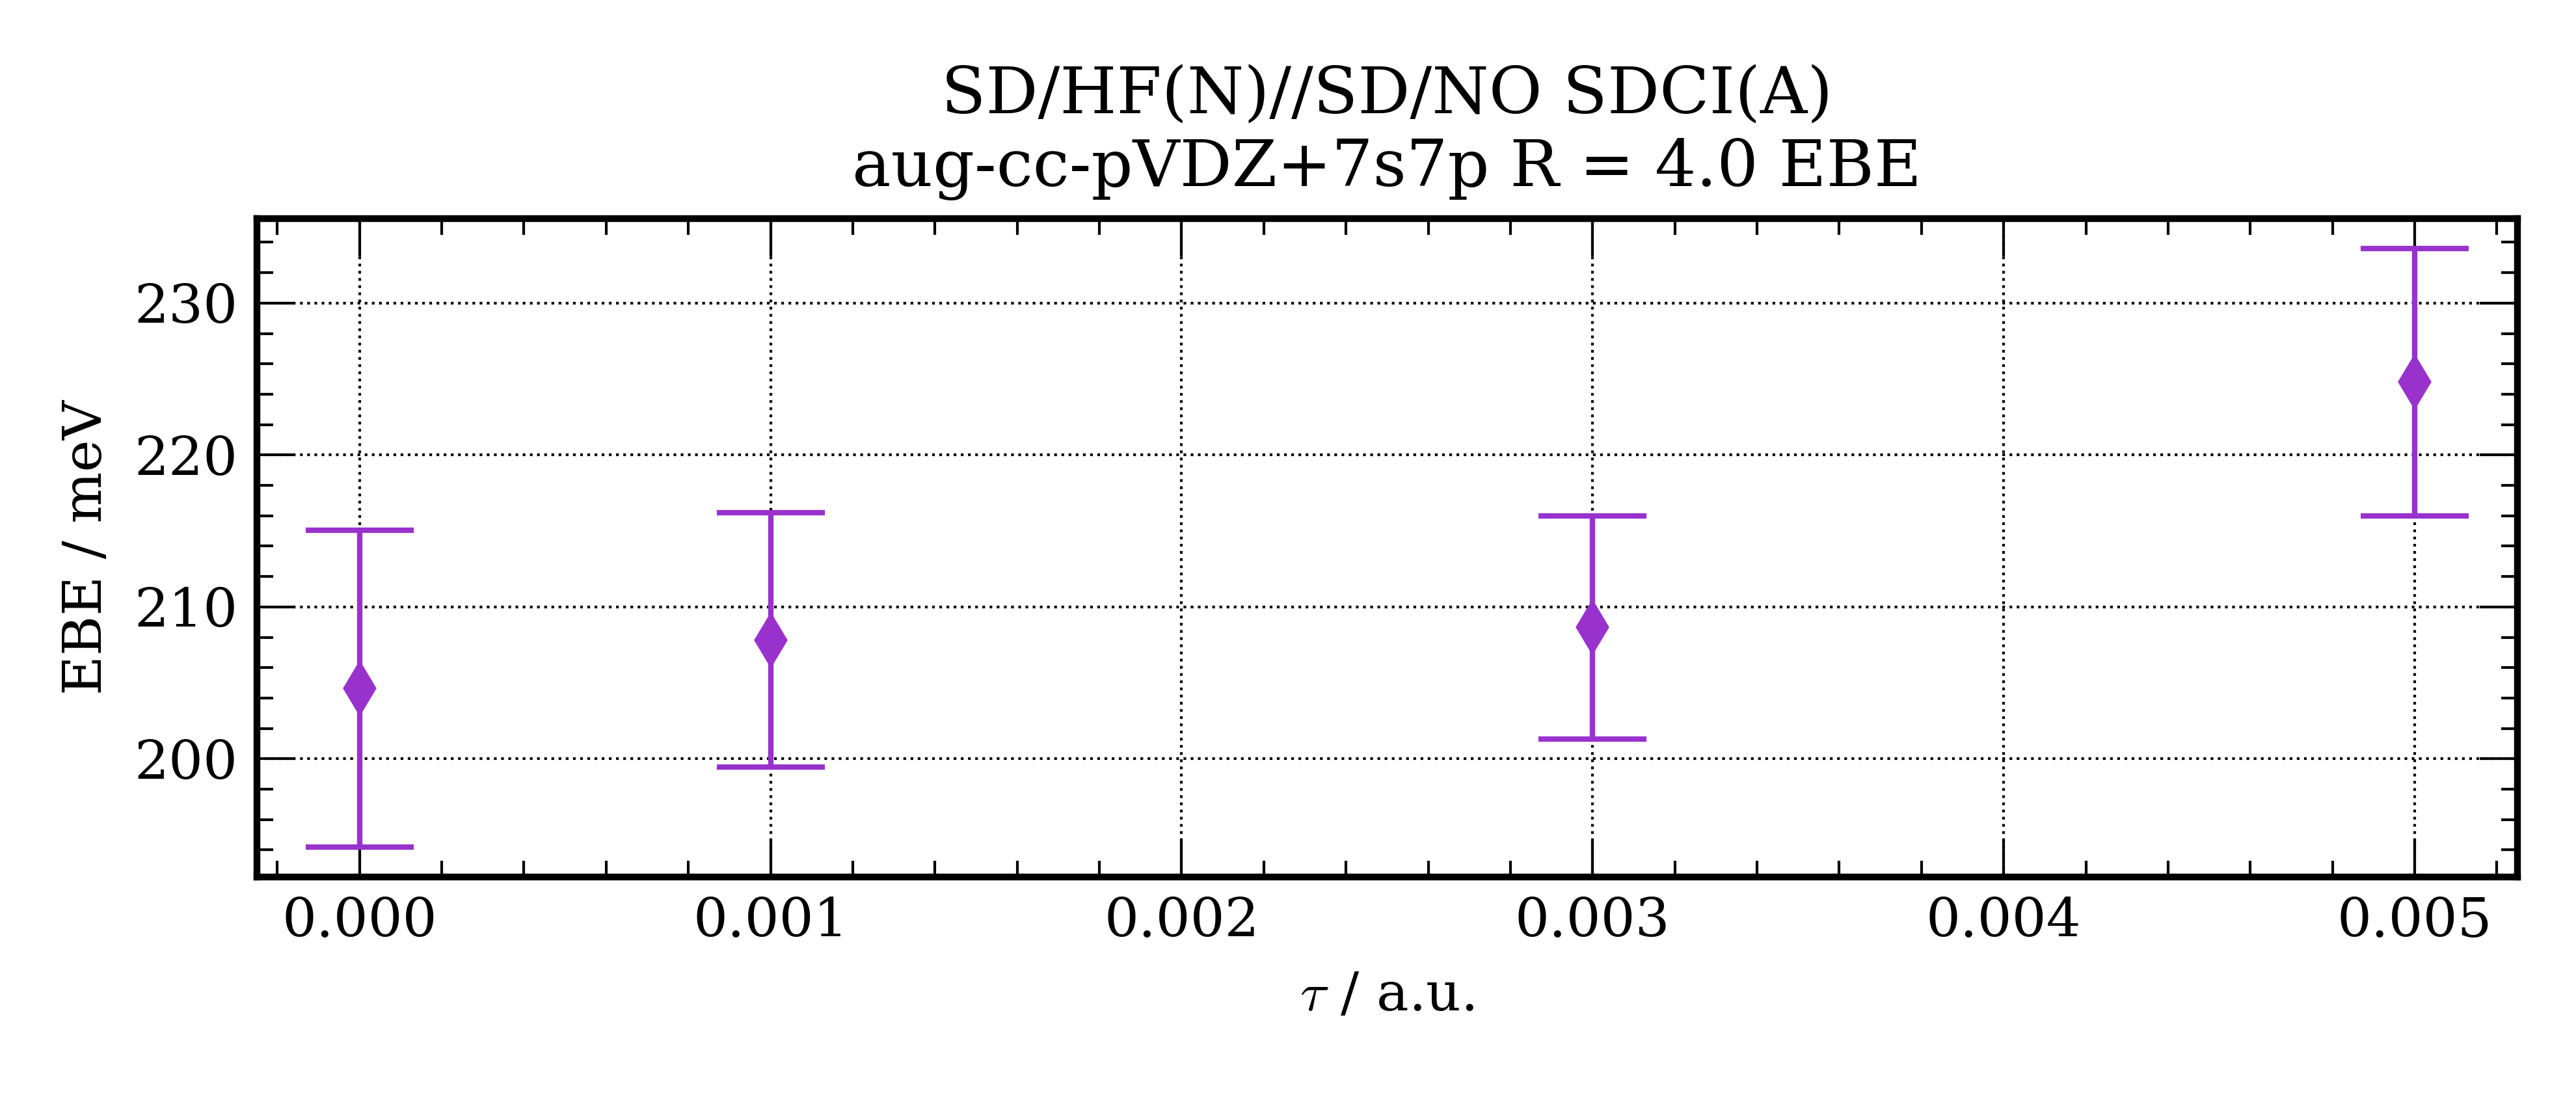 SD/HF(N)//SD/NO SDCI(A)
aug-cc-pVDZ+7s7p R = 4.0 EBE
EBE / meV
230
220
210
200
0.000 0.001 0.002 0.003 0.004 0.005
τ / a.u.